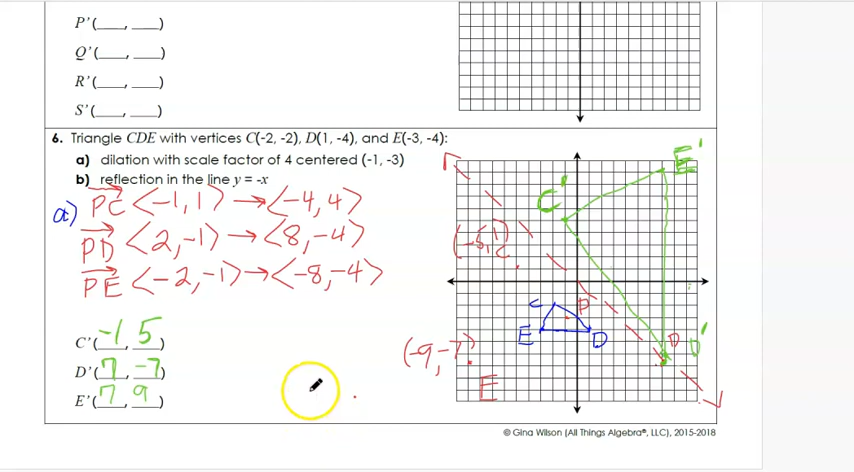 P'(___, ___)
Q'(___, ___)
R'(___, ___)
S'(___, ___)
6. Triangle CDE with vertices C(-2, -2), D(1, -4), and E(-3, -4):
a) dilation with scale factor of 4 centered (-1, -3)
b) reflection in the line y = -x
a) PC <-1, 1> → <-4, 4>
PD <2, -1> → <8, -4>
PE <-2, -1> → <-8, -4>
C'(-1, 5)
D'(7, -7)
E'(7, 9)
E'
C'
(-5, 1)
C
C
P
E
D
D
D'
(-9, -7)
E
© Gina Wilson (All Things Algebra®, LLC), 2015-2018